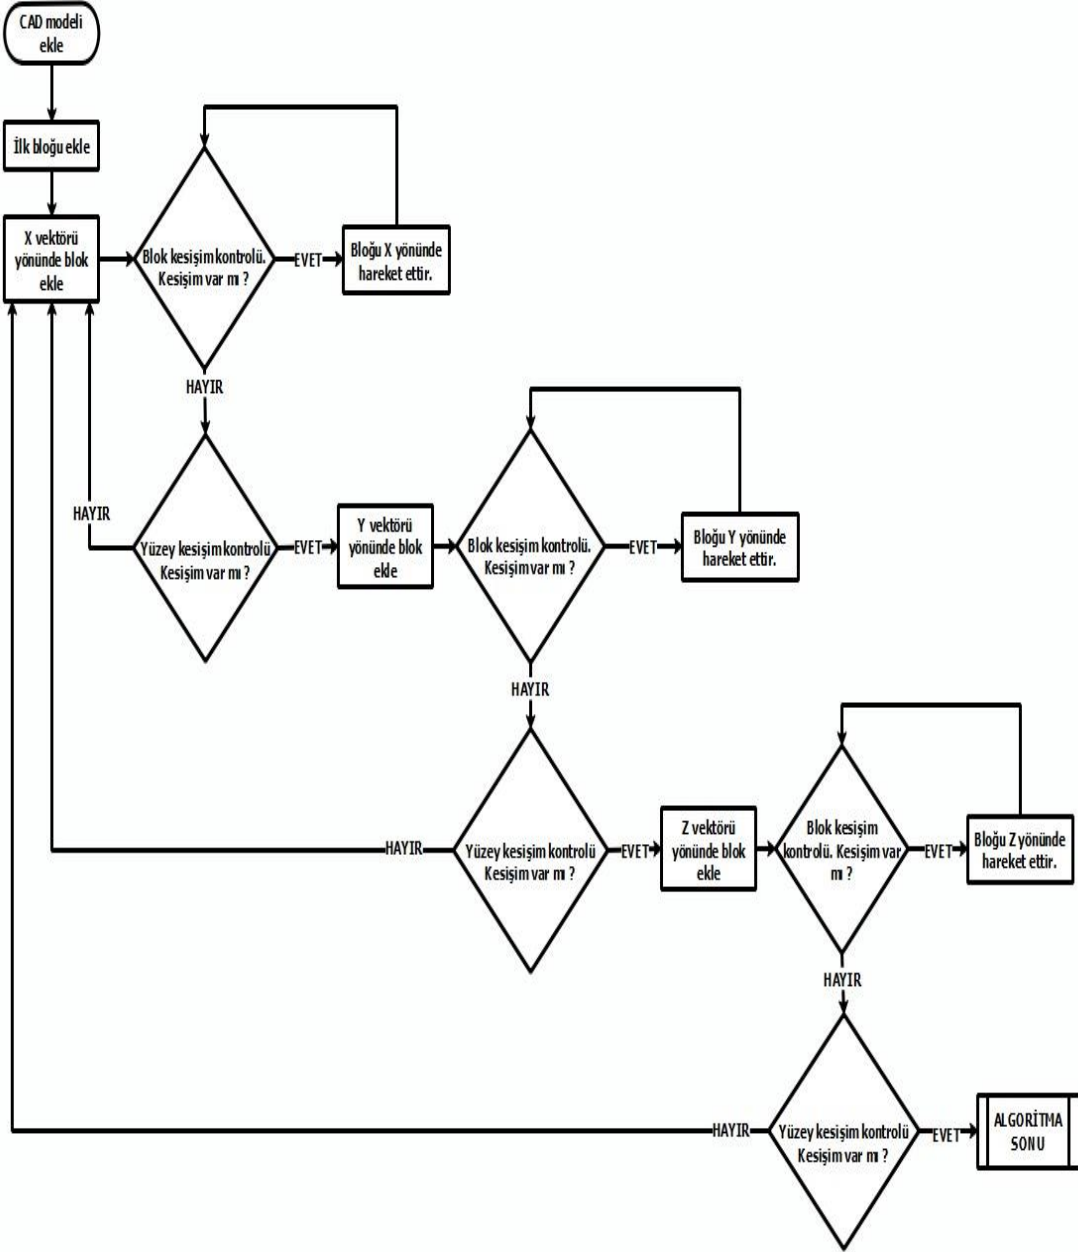 CAD modeli
ekle
İlk bloğu ekle
X vektörü
yönünde blok
ekle
Blok kesişim kontrolü.
Kesişim var mı ?
EVET
Bloğu X yönünde
hareket ettir.
HAYIR
HAYIR
Yüzey kesişim kontrolü
Kesişim var mı ?
EVET
Y vektörü
yönünde blok
ekle
Blok kesişim kontrolü.
Kesişim var mı ?
EVET
Bloğu Y yönünde
hareket ettir.
HAYIR
HAYIR
Yüzey kesişim kontrolü
Kesişim var mı ?
EVET
Z vektörü
yönünde blok
ekle
Blok kesişim
kontrolü. Kesişim var
mı ?
EVET
Bloğu Z yönünde
hareket ettir.
HAYIR
HAYIR
Yüzey kesişim kontrolü
Kesişim var mı ?
EVET
ALGORİTMA
SONU